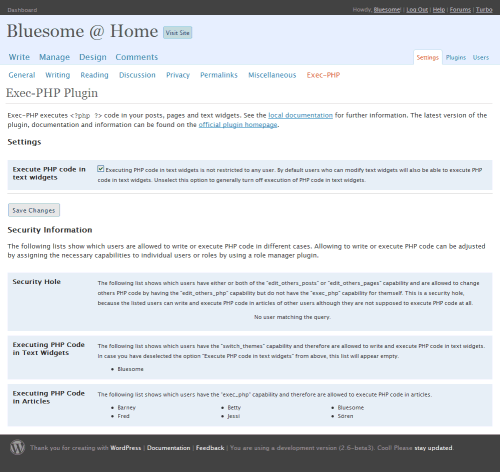 Dashboard
Howdy, Bluesome! | Log Out | Help | Forums | Turbo
Bluesome @ Home Visit Site
Write Manage Design Comments
Settings Plugins Users
General Writing Reading Discussion Privacy Permalinks Miscellaneous Exec-PHP
Exec-PHP Plugin
Exec-PHP executes <?php ?> code in your posts, pages and text widgets. See the local documentation for further information. The latest version of the
plugin, documentation and information can be found on the official plugin homepage.
Settings
Execute PHP code in
text widgets
Executing PHP code in text widgets is not restricted to any user. By default users who can modify text widgets will also be able to execute PHP
code in text widgets. Unselect this option to generally turn off execution of PHP code in text widgets.
Save Changes
Security Information
The following lists show which users are allowed to write or execute PHP code in different cases. Allowing to write or execute PHP code can be adjusted
by assigning the necessary capabilities to individual users or roles by using a role manager plugin.
Security Hole
The following list shows which users have either or both of the "edit_others_posts" or "edit_others_pages" capability and are allowed to change
others PHP code by having the "edit_others_php" capability but do not have the "exec_php" capability for themself. This is a security hole,
because the listed users can write and execute PHP code in articles of other users although they are not supposed to execute PHP code at all.
No user matching the query.
Executing PHP Code
in Text Widgets
The following list shows which users have the "switch_themes" capability and therefore are allowed to write and execute PHP code in text widgets.
In case you have deselected the option "Execute PHP code in text widgets" from above, this list will appear empty.
• Bluesome
Executing PHP Code
in Articles
The following list shows which users have the "exec_php" capability and therefore are allowed to execute PHP code in articles.
• Barney • Betty • Bluesome
• Fred • Jessi • Sören
Thank you for creating with WordPress | Documentation | Feedback | You are using a development version (2.6-beta3). Cool! Please stay updated.